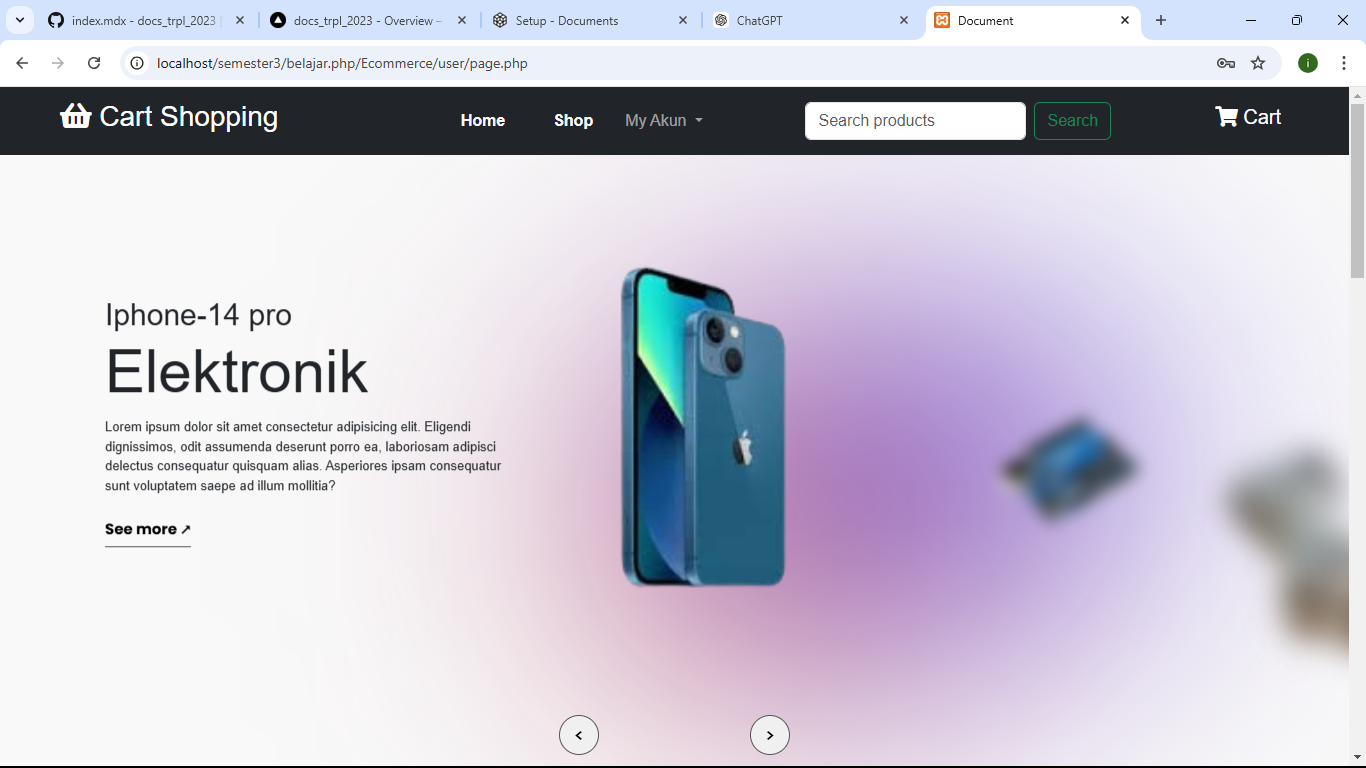 index.mdx - docs_trpl_2023
docs_trpl_2023 - Overview –
Setup - Documents
ChatGPT
Document
localhost/semester3/belajar.php/Ecommerce/user/page.php
i
Cart Shopping
Home
Shop
My Akun
Search products
Search
Cart
Iphone-14 pro
Elektronik
Lorem ipsum dolor sit amet consectetur adipisicing elit. Eligendi
dignissimos, odit assumenda deserunt porro ea, laboriosam adipisci
delectus consequatur quisquam alias. Asperiores ipsam consequatur
sunt voluptatem saepe ad illum mollitia?
See more ↗
<
>